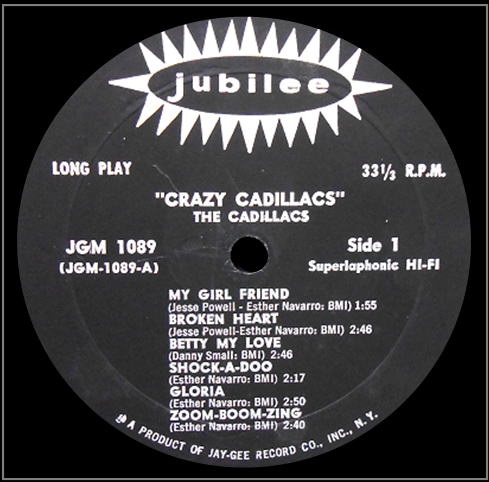 jubilee
LONG PLAY
33⅓ R.P.M.
"CRAZY CADILLACS"
THE CADILLACS
JGM 1089
(JGM-1089-A)
Side 1
Superlaphonic HI-FI
MY GIRL FRIEND
(Jesse Powell - Esther Navarro: BMI) 1:55
BROKEN HEART
(Jesse Powell-Esther Navarro: BMI) 2:46
BETTY MY LOVE
(Danny Small: BMI) 2:46
SHOCK-A-DOO
(Esther Navarro: BMI) 2:17
GLORIA
(Esther Navarro: BMI) 2:50
ZOOM-BOOM-ZING
(Esther Navarro: BMI) 2:40
A PRODUCT OF JAY-GEE RECORD CO., INC., N. Y.